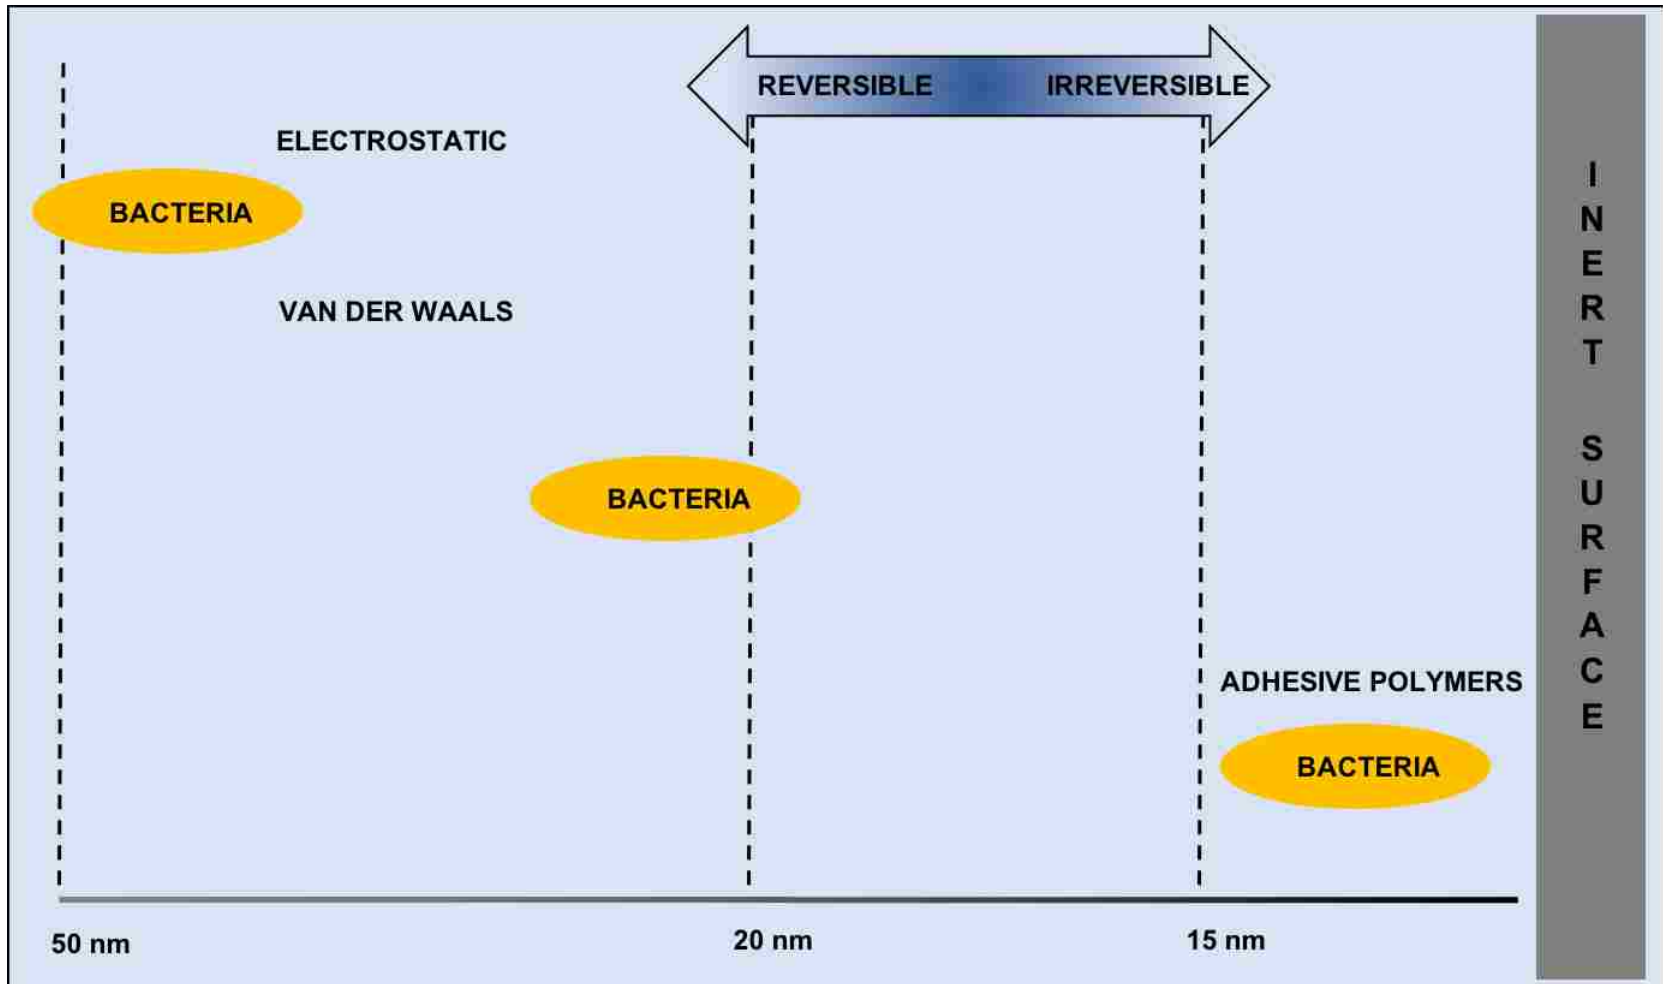 REVERSIBLE IRREVERSIBLE
ELECTROSTATIC
BACTERIA
VAN DER WAALS
BACTERIA
ADHESIVE POLYMERS
BACTERIA
50 nm 20 nm 15 nm
INERT SURFACE